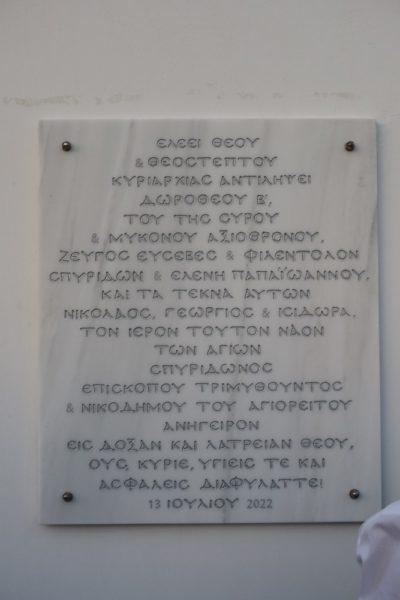 ΕΛΕΕΙ ΘΕΟΥ
& ΘΕΟΣΤΕΠΤΟΥ
ΚΥΡΙΑΡΧΙΑΣ ΑΝΤΙΛΗΨΕΙ
ΔΩΡΟΘΕΟΥ Β',
ΤΟΥ ΤΗΣ ΣΥΡΟΥ
& ΜΥΚΟΝΟΥ ΑΞΙΟΘΡΟΝΟΥ,
ΖΕΥΓΟΣ ΕΥΣΕΒΕΣ & ΦΙΛΕΝΤΟΛΟΝ
ΣΠΥΡΙΔΩΝ & ΕΛΕΝΗ ΠΑΠΑΪΩΑΝΝΟΥ,
ΚΑΙ ΤΑ ΤΕΚΝΑ ΑΥΤΩΝ
ΝΙΚΟΛΑΟΣ, ΓΕΩΡΓΙΟΣ & ΙΣΙΔΩΡΑ,
ΤΟΝ ΙΕΡΟΝ ΤΟΥΤΟΝ ΝΑΟΝ
ΤΩΝ ΑΓΙΩΝ
ΣΠΥΡΙΔΩΝΟΣ
ΕΠΙΣΚΟΠΟΥ ΤΡΙΜΥΘΟΥΝΤΟΣ
& ΝΙΚΟΔΗΜΟΥ ΤΟΥ ΑΓΙΟΡΕΙΤΟΥ
ΑΝΗΓΕΙΡΟΝ
ΕΙΣ ΔΟΞΑΝ ΚΑΙ ΛΑΤΡΕΙΑΝ ΘΕΟΥ,
ΟΥΣ, ΚΥΡΙΕ, ΥΓΙΕΙΣ ΤΕ ΚΑΙ
ΑΣΦΑΛΕΙΣ ΔΙΑΦΥΛΑΤΤΕ!
13 ΙΟΥΛΙΟΥ 2022